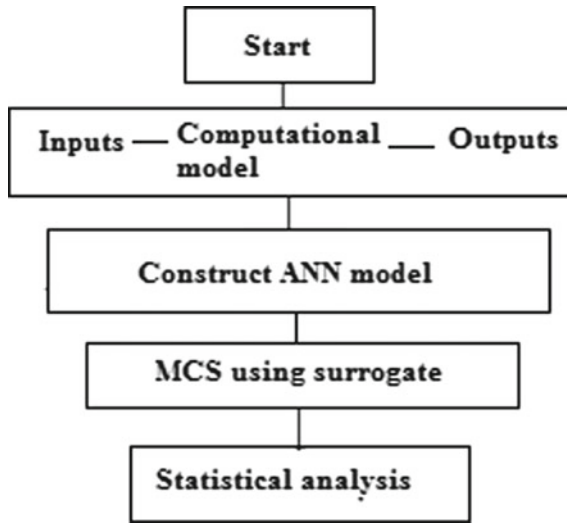 Start
Inputs — Computational model — Outputs
Construct ANN model
MCS using surrogate
Statistical analysis